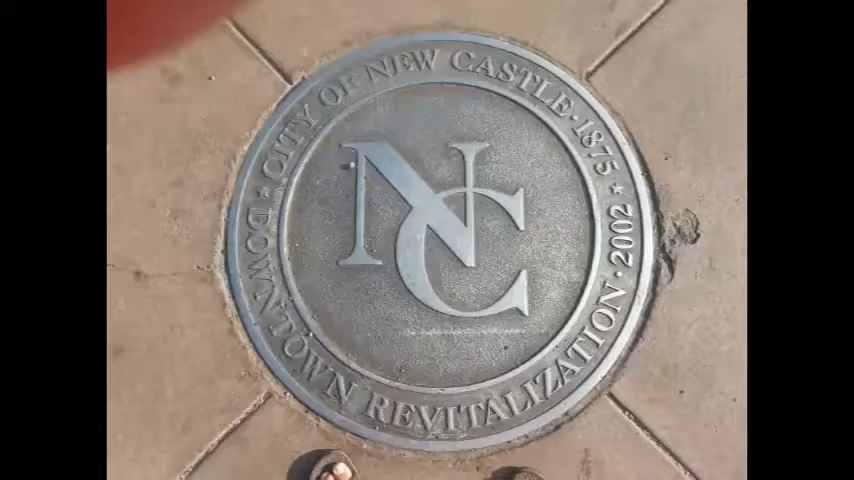 CITY OF NEW CASTLE · 1875
DOWNTOWN REVITALIZATION · 2002
NC